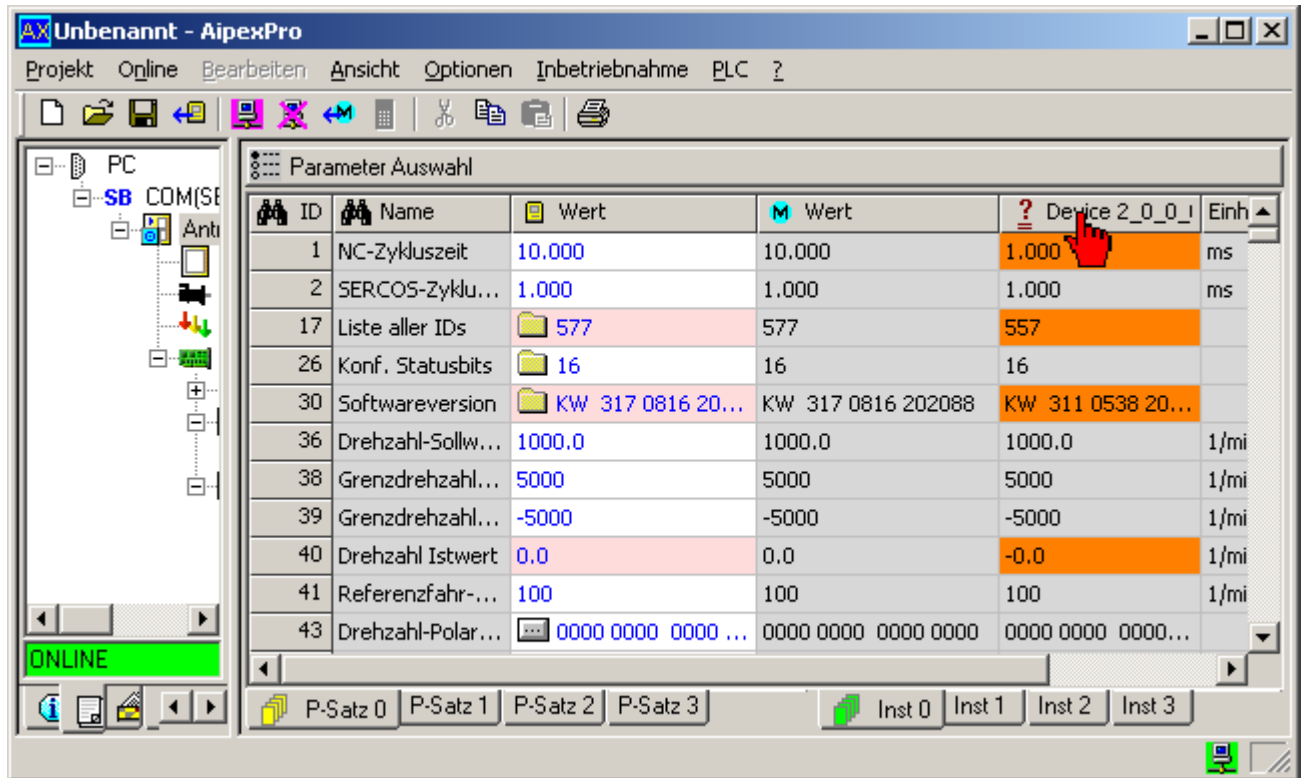 AX Unbenannt - AipexPro
Projekt Online Bearbeiten Ansicht Optionen Inbetriebnahme PLC ?
PC
SB COM(SE
Antr
ONLINE
Parameter Auswahl
ID Name Wert M Wert ? Device 2_0_0_ Einh
1 NC-Zykluszeit 10.000 10.000 1.000 ms
2 SERCOS-Zyklu... 1.000 1.000 1.000 ms
17 Liste aller IDs 577 577 557
26 Konf. Statusbits 16 16 16
30 Softwareversion KW 317 0816 20... KW 317 0816 202088 KW 311 0538 20...
36 Drehzahl-Sollw... 1000.0 1000.0 1000.0 1/mi
38 Grenzdrehzahl... 5000 5000 5000 1/mi
39 Grenzdrehzahl... -5000 -5000 -5000 1/mi
40 Drehzahl Istwert 0.0 0.0 -0.0 1/mi
41 Referenzfahr-... 100 100 100 1/mi
43 Drehzahl-Polar... 0000 0000 0000 ... 0000 0000 0000 0000 0000 0000 0000...
P-Satz 0 P-Satz 1 P-Satz 2 P-Satz 3 Inst 0 Inst 1 Inst 2 Inst 3